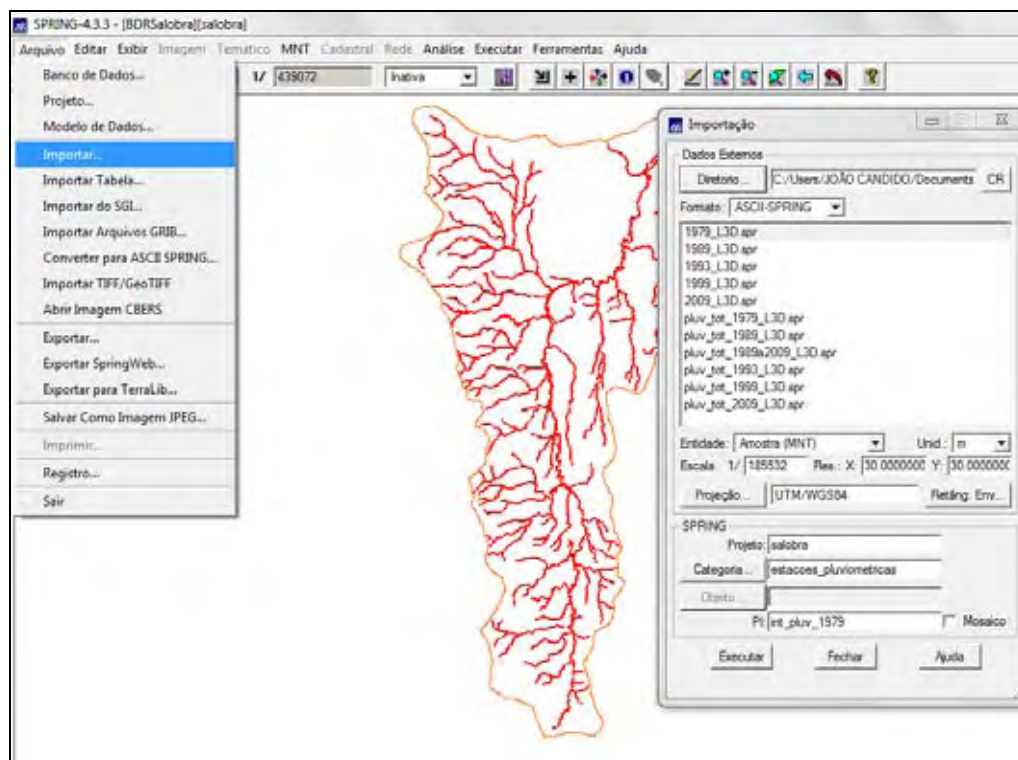 SPRING-4.3.3 - [BDRSalobra][salobra]
Arquivo Editar Exibir Imagem Temático MNT Cadastral Rede Análise Executar Ferramentas Ajuda
1/ 439072 Inativa
Banco de Dados...
Projeto...
Modelo de Dados...
Importar...
Importar Tabela...
Importar do SGI...
Importar Arquivos GRIB...
Converter para ASCII SPRING...
Importar TIFF/GeoTIFF
Abrir Imagem CBERS
Exportar...
Exportar SpringWeb...
Exportar para TerraLib...
Salvar Como Imagem JPEG...
Imprimir...
Registro...
Sair
Importação
Dados Externos
Diretório... C:/Users/JOÃO CANDIDO/Documents CR
Formato: ASCII-SPRING
1979_L3D.spr
1989_L3D.spr
1993_L3D.spr
1999_L3D.spr
2009_L3D.spr
pluv_tot_1979_L3D.spr
pluv_tot_1989_L3D.spr
pluv_tot_1989a2009_L3D.spr
pluv_tot_1993_L3D.spr
pluv_tot_1999_L3D.spr
pluv_tot_2009_L3D.spr
Entidade: Amostra (MNT) Unid.: m
Escala 1/ 185532 Res.: X: 30.0000000 Y: 30.0000000
Projeção... UTM/WGS84 Retâng. Env...
SPRING
Projeto: salobra
Categoria... estacoes_pluviometricas
Objeto...
PI: int_pluv_1979 Mosaico
Executar Fechar Ajuda